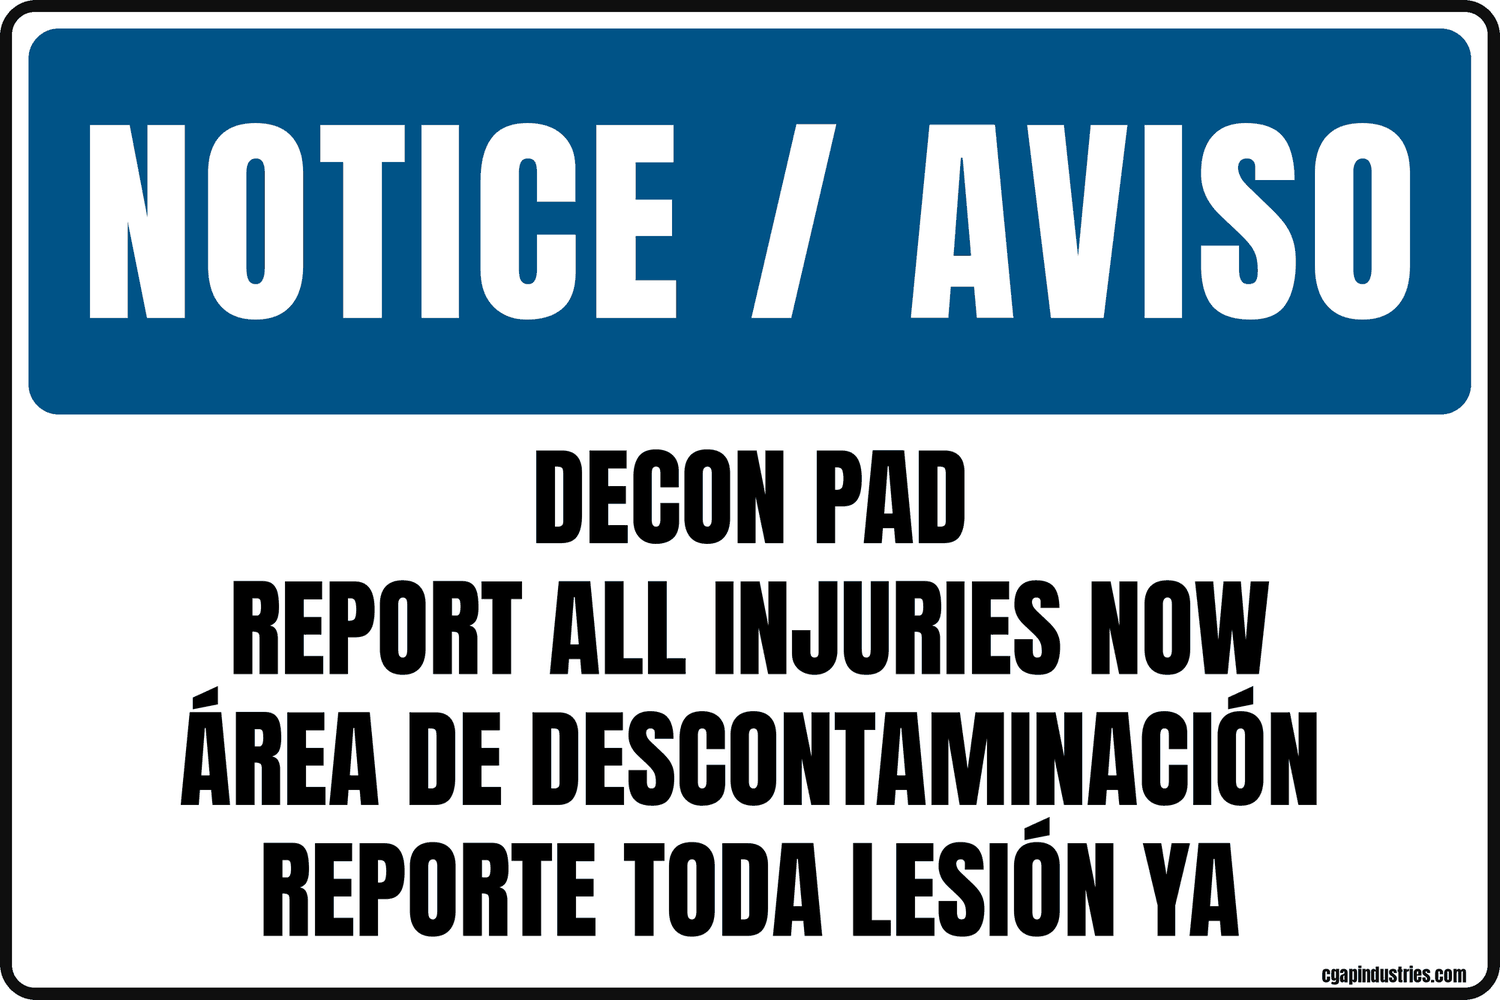 NOTICE / AVISO
DECON PAD
REPORT ALL INJURIES NOW
ÁREA DE DESCONTAMINACIÓN
REPORTE TODA LESIÓN YA
cgapindustries.com